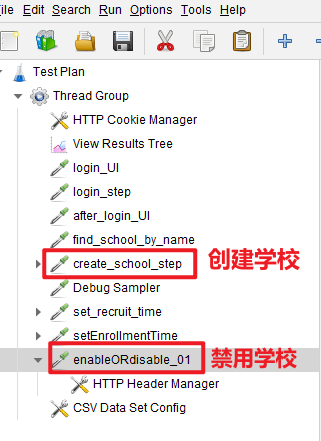 Search Run Options Tools Help
Test Plan
Thread Group
HTTP Cookie Manager
View Results Tree
login_UI
login_step
after_login_UI
find_school_by_name
create_school_step 创建学校
Debug Sampler
set_recruit_time
setEnrollmentTime
enableORdisable_01 禁用学校
HTTP Header Manager
CSV Data Set Config